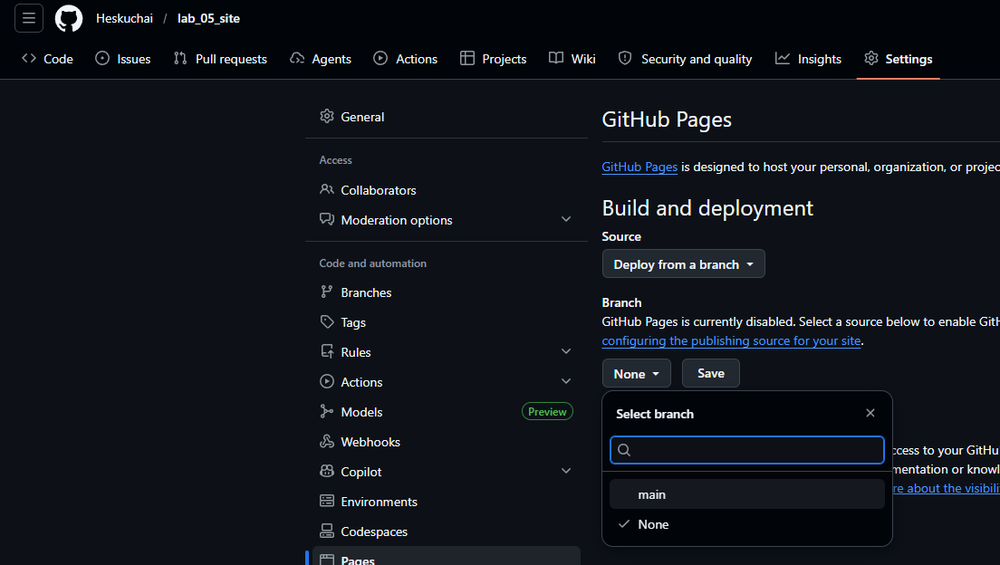 Heskuchai / lab_05_site
Code Issues Pull requests Agents Actions Projects Wiki Security and quality Insights Settings
General
Access
Collaborators
Moderation options
Code and automation
Branches
Tags
Rules
Actions
Models Preview
Webhooks
Copilot
Environments
Codespaces
Pages
GitHub Pages
GitHub Pages is designed to host your personal, organization, or projec
Build and deployment
Source
Deploy from a branch
Branch
GitHub Pages is currently disabled. Select a source below to enable GitH
configuring the publishing source for your site.
None Save
Select branch
main
None
ccess to your GitHu
mentation or knowl
re about the visibili